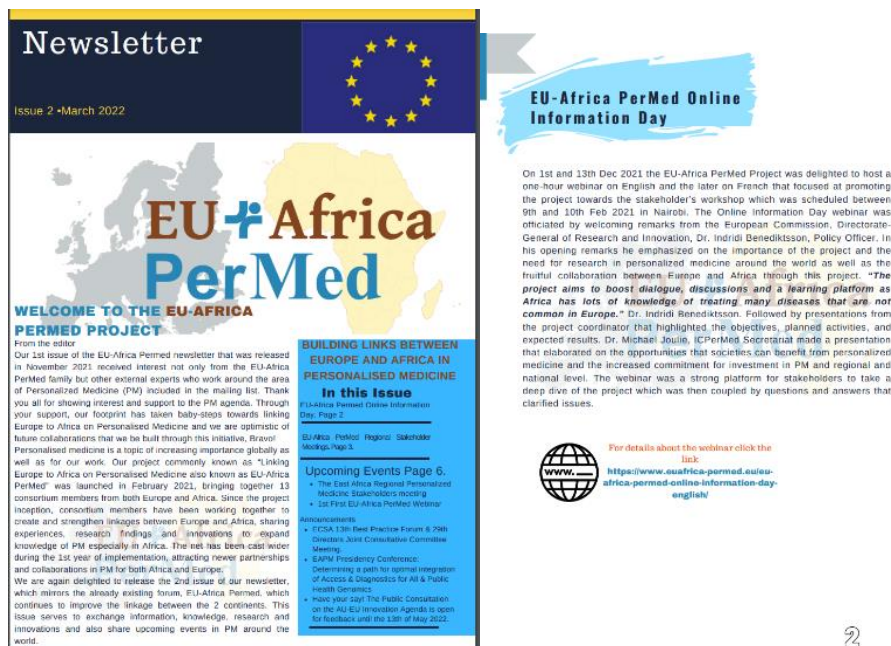 Newsletter
Issue 2 •March 2022
EU Africa
PerMed
WELCOME TO THE EU-AFRICA
PERMED PROJECT
From the editor
Our 1st issue of the EU-Africa Permed newsletter that was released
in November 2021 received interest not only from the EU-Africa
PerMed family but other external experts who work around the area
of Personalized Medicine (PM) included in the mailing list. Thank
you all for showing interest and support to the PM agenda. Through
your support, our footprint has taken baby-steps towards linking
Europe to Africa on Personalised Medicine and we are optimistic of
future collaborations that we be built through this initiative, Bravo!
Personalised medicine is a topic of increasing importance globally as
well as for our work. Our project commonly known as “Linking
Europe to Africa on Personalised Medicine also known as EU-Africa
PerMed” was launched in February 2021, bringing together 13
consortium members from both Europe and Africa. Since the project
inception, consortium members have been working together to
create and strengthen linkages between Europe and Africa, sharing
experiences, research findings and innovations to expand
knowledge of PM especially in Africa. The net has been cast wider
during the 1st year of implementation, attracting newer partnerships
and collaborations in PM for both Africa and Europe.
We are again delighted to release the 2nd issue of our newsletter,
which mirrors the already existing forum, EU-Africa Permed, which
continues to improve the linkage between the 2 continents. This
issue serves to exchange information, knowledge, research and
innovations and also share upcoming events in PM around the
world.
BUILDING LINKS BETWEEN
EUROPE AND AFRICA IN
PERSONALISED MEDICINE
In this Issue
EU-Africa Permed Online Information
Day. Page 2
EU-Africa PerMed Regional Stakeholder
Meetings. Page 3.
Upcoming Events Page 6.
• The East Africa Regional Personalized
Medicine Stakeholders meeting
• 1st First EU-Africa PerMed Webinar
Announcements
• ECSA 13th Best Practice Forum & 29th
Directors Joint Consultative Committee
Meeting.
• EAPM Presidency Conference:
Determining a path for optimal integration
of Access & Diagnostics for All & Public
Health Genomics
• Have your say! The Public Consultation
on the AU-EU Innovation Agenda is open
for feedback until the 13th of May 2022.
EU-Africa PerMed Online
Information Day
On 1st and 13th Dec 2021 the EU-Africa PerMed Project was delighted to host a
one-hour webinar on English and the later on French that focused at promoting
the project towards the stakeholder's workshop which was scheduled between
9th and 10th Feb 2021 in Nairobi. The Online Information Day webinar was
officiated by welcoming remarks from the European Commission, Directorate-
General of Research and Innovation, Dr. Indridi Benediktsson, Policy Officer. In
his opening remarks he emphasized on the importance of the project and the
need for research in personalized medicine around the world as well as the
fruitful collaboration between Europe and Africa through this project. “The
project aims to boost dialogue, discussions and a learning platform as
Africa has lots of knowledge of treating many diseases that are not
common in Europe.” Dr. Indridi Benediktsson. Followed by presentations from
the project coordinator that highlighted the objectives, planned activities, and
expected results. Dr. Michael Joulie, ICPerMed Secretariat made a presentation
that elaborated on the opportunities that societies can benefit from personalized
medicine and the increased commitment for investment in PM and regional and
national level. The webinar was a strong platform for stakeholders to take a
deep dive of the project which was then coupled by questions and answers that
clarified issues.
www.
For details about the webinar click the
link
https://www.euafrica-permed.eu/eu-
africa-permed-online-information-day-
english/
2